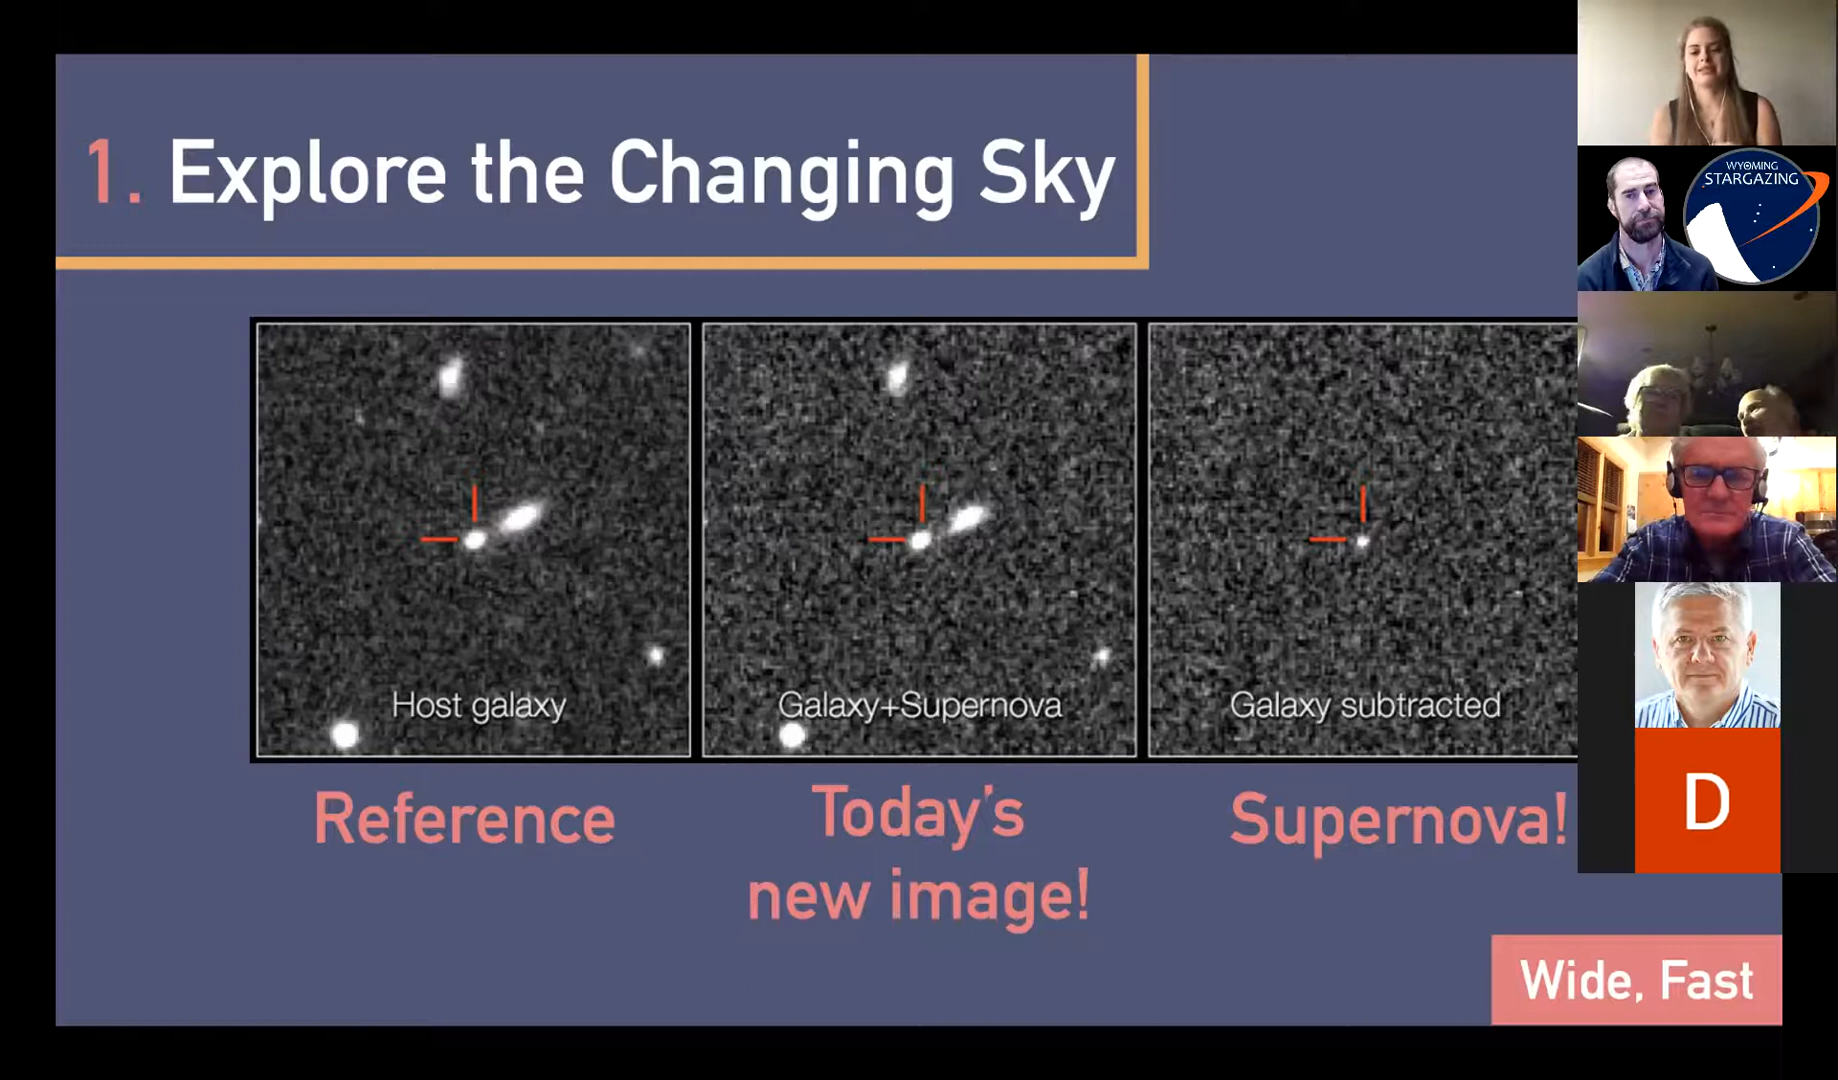 1. Explore the Changing Sky
WYOMING
STARGAZING
Host galaxy
Galaxy+Supernova
Galaxy subtracted
Reference
Today's
new image!
Supernova!
D
Wide, Fast